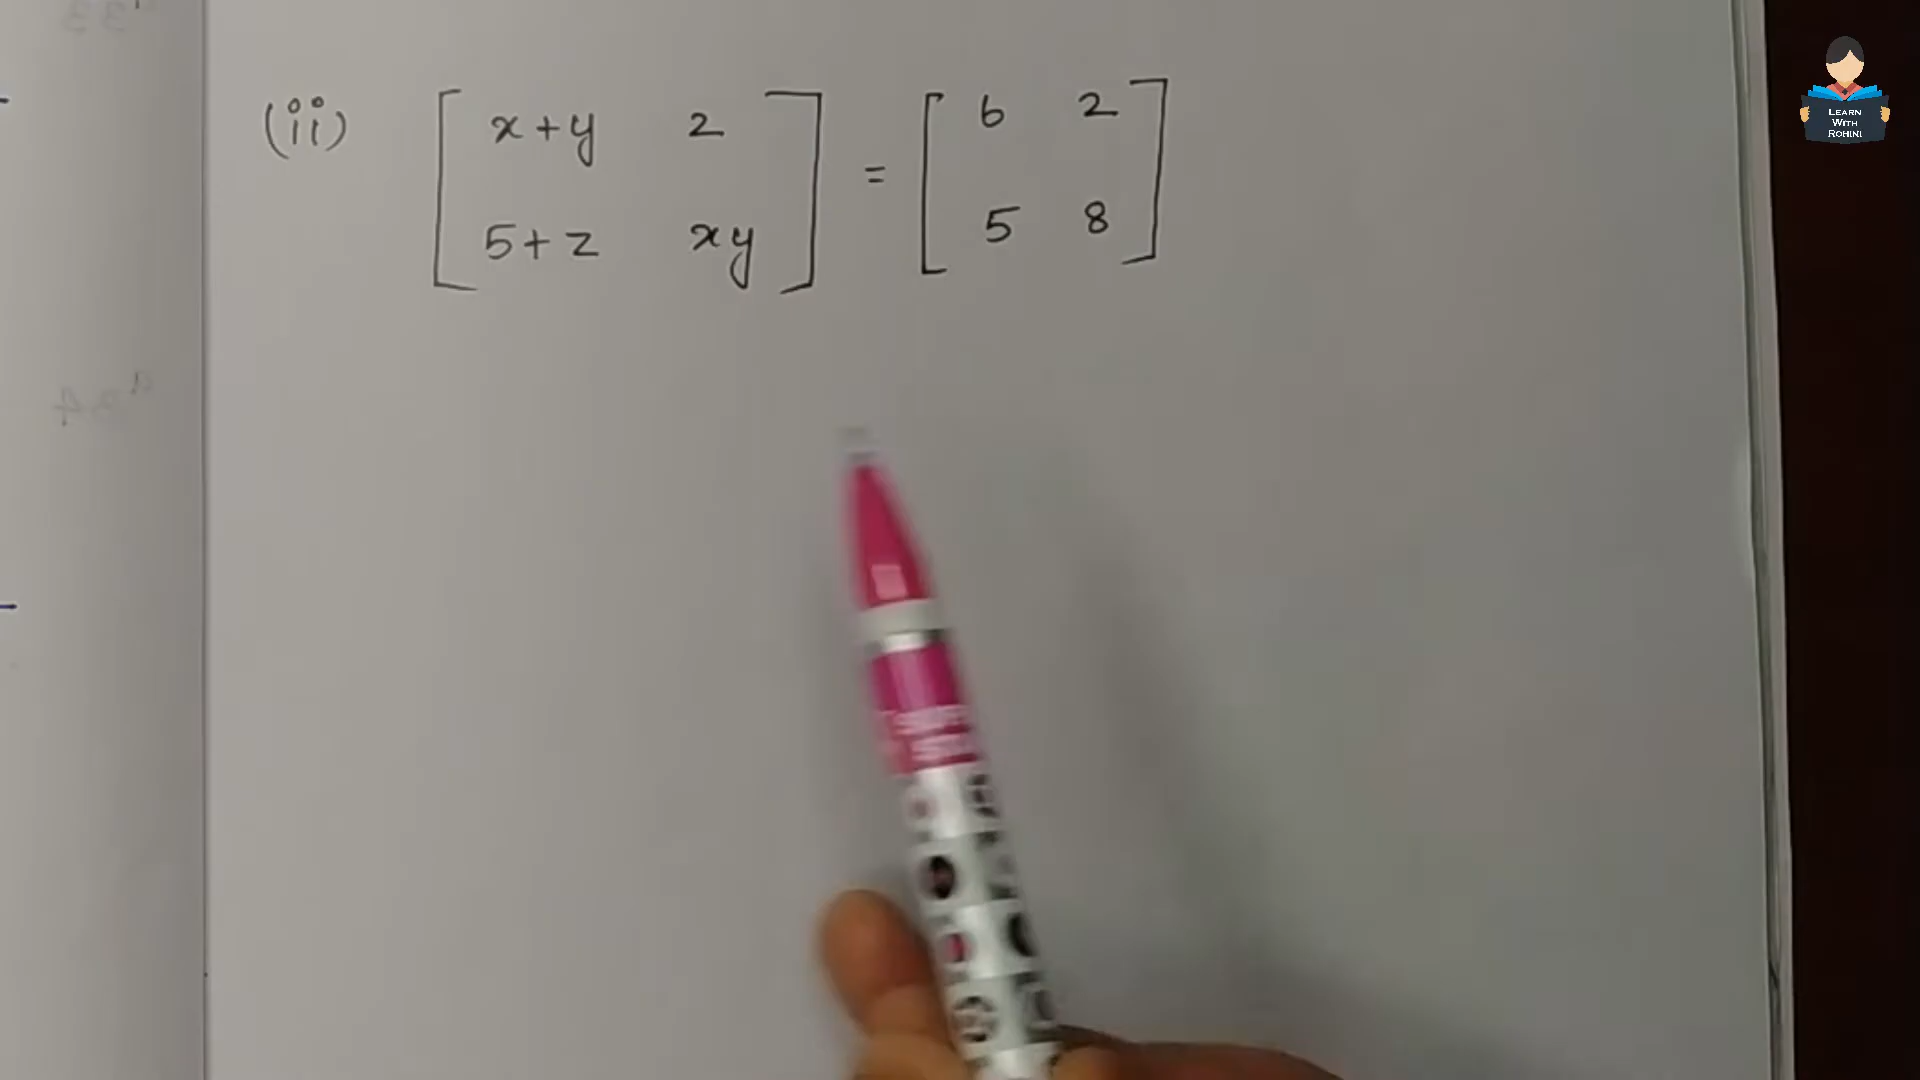 (ii) [ x+y 2 ] = [ 6 2 ]
[ 5+z xy ] [ 5 8 ]
LEARN
WITH
ROHINI